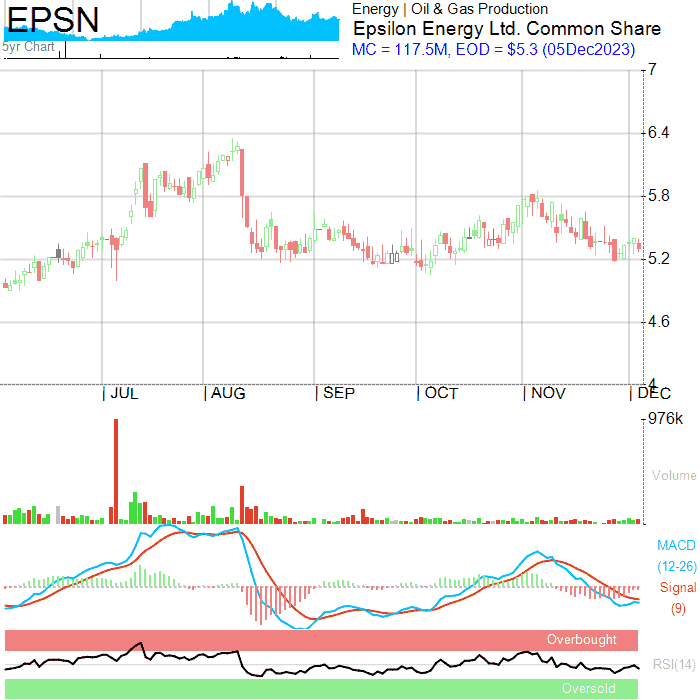 EPSN
5yr Chart
Energy | Oil & Gas Production
Epsilon Energy Ltd. Common Share
MC = 117.5M, EOD = $5.3 (05Dec2023)
7
6.4
5.8
5.2
4.6
4
| JUL | AUG | SEP | OCT | NOV | DEC
976k
Volume
MACD
(12-26)
Signal
(9)
Overbought
RSI(14)
Oversold